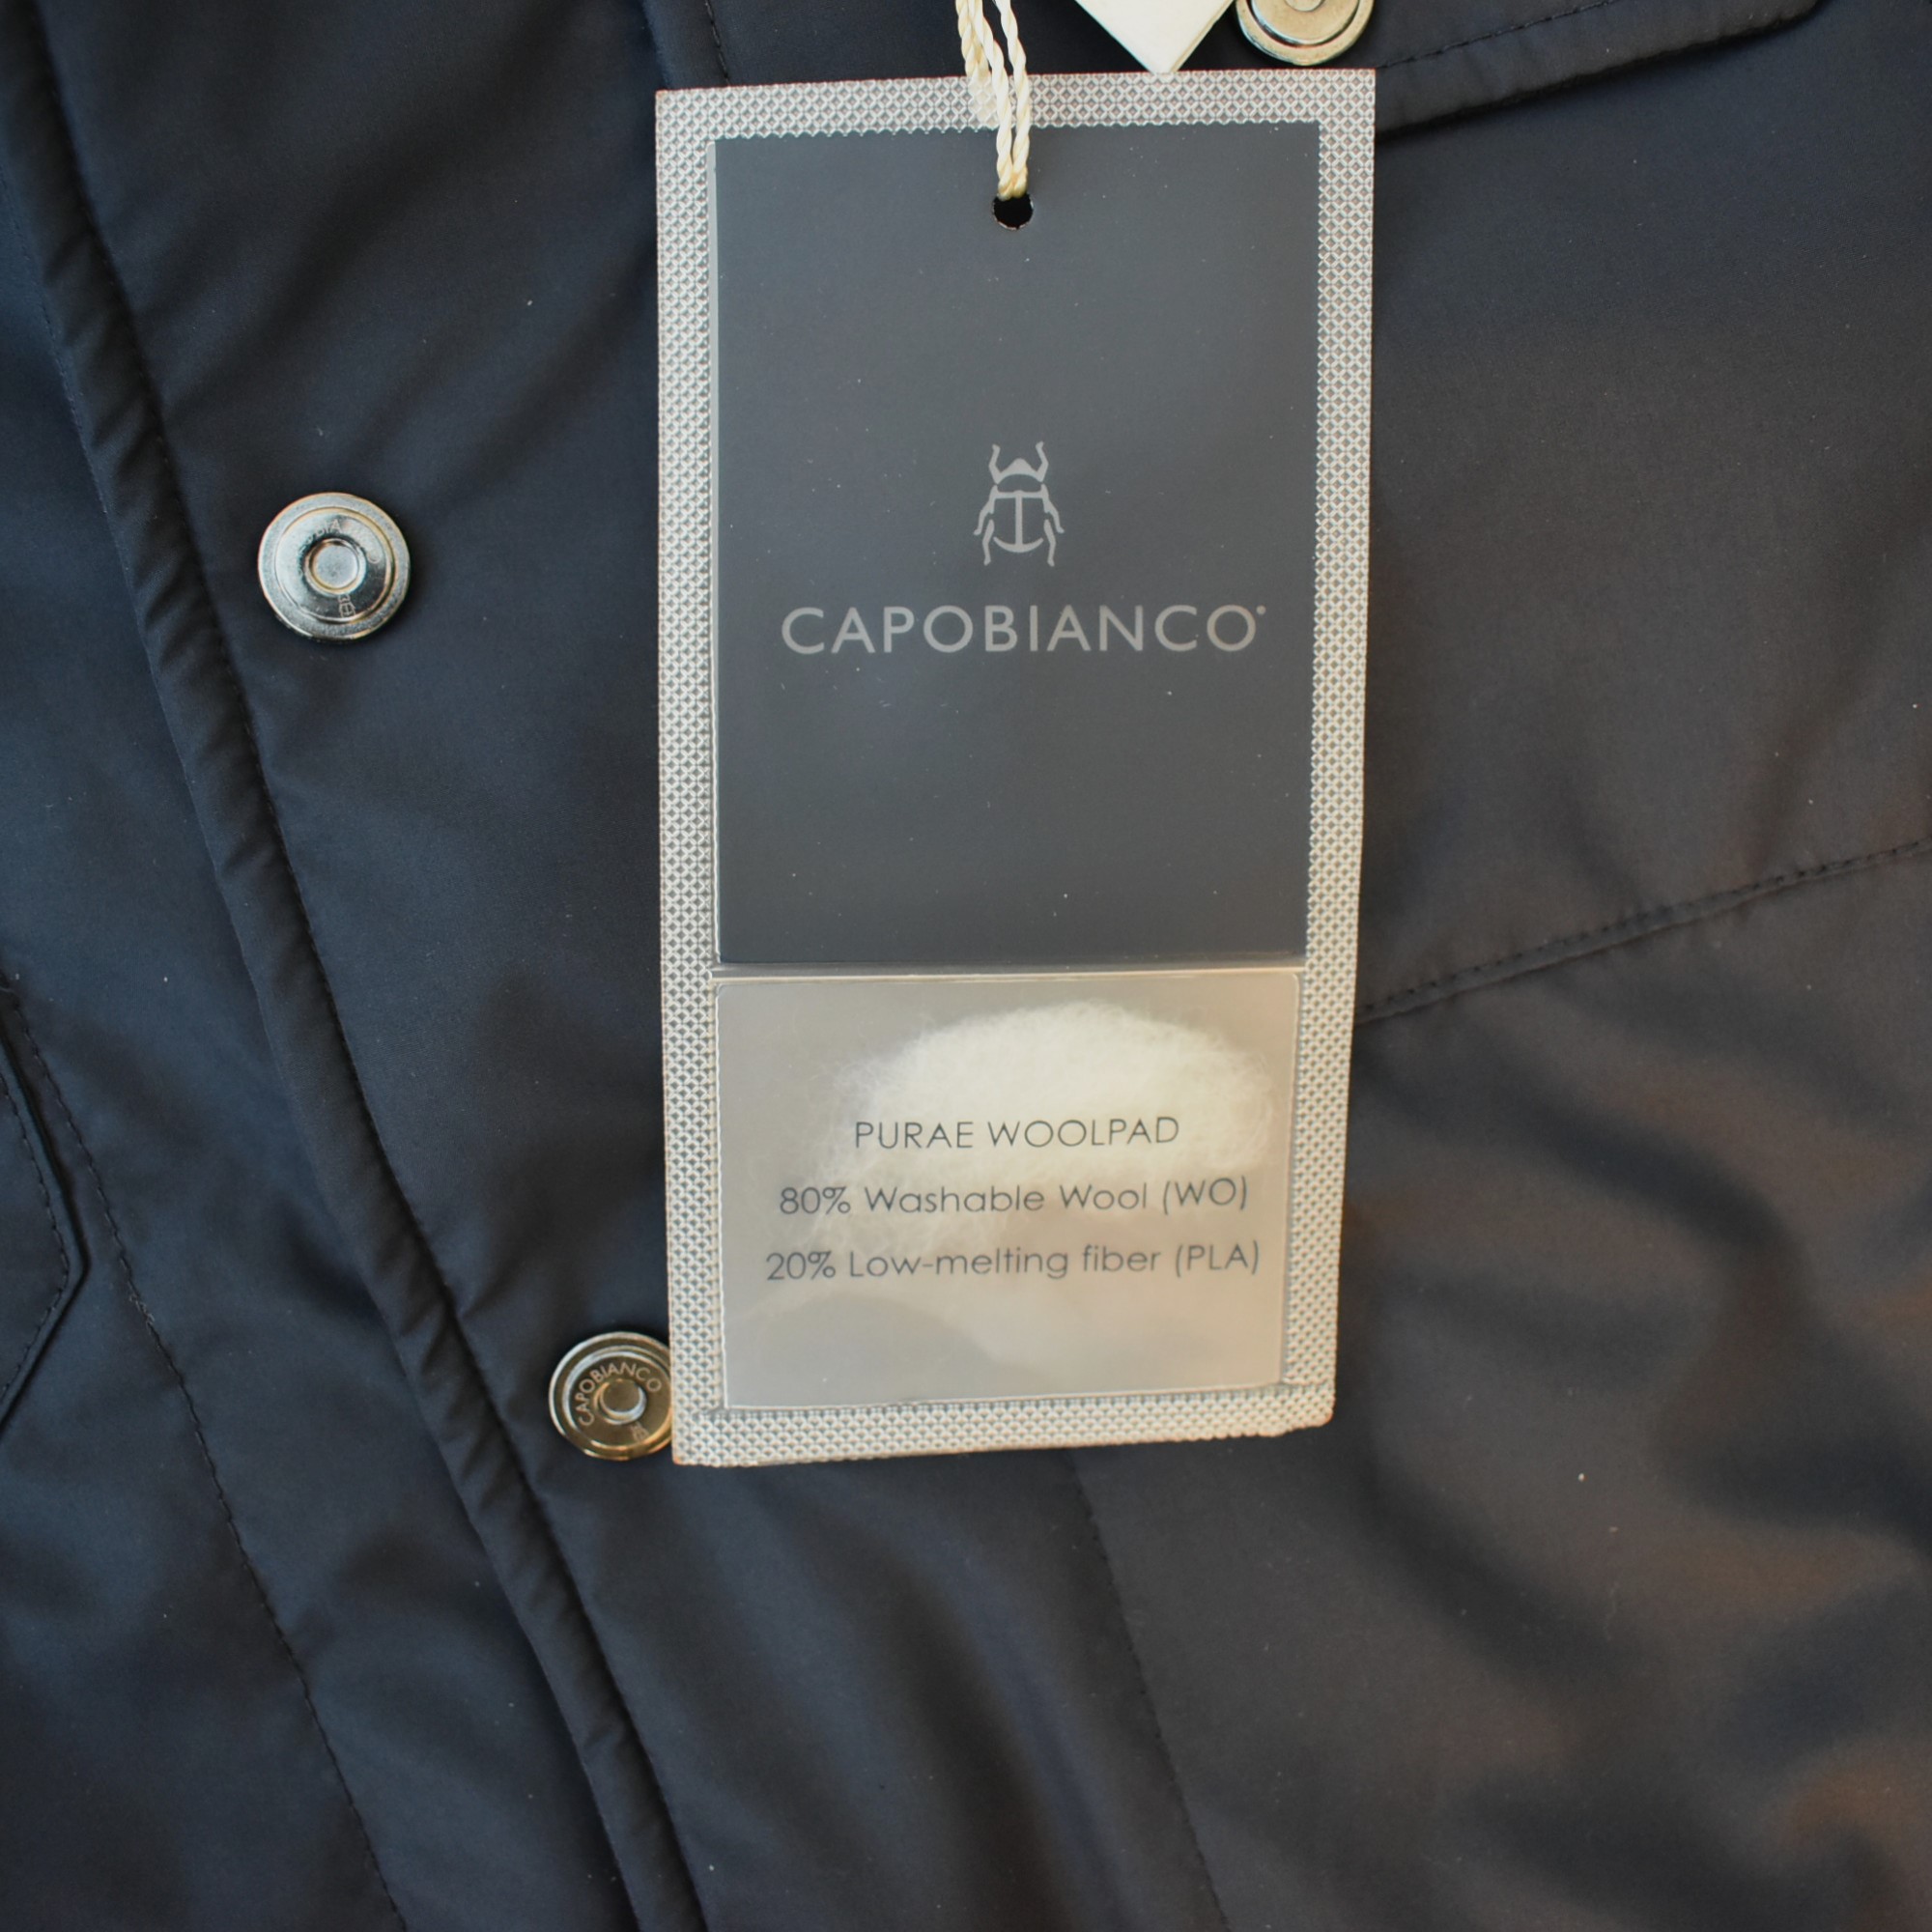 CAPOBIANCO
PURAE WOOLPAD
80% Washable Wool (WO)
20% Low-melting fiber (PLA)
CAPOBIANCO